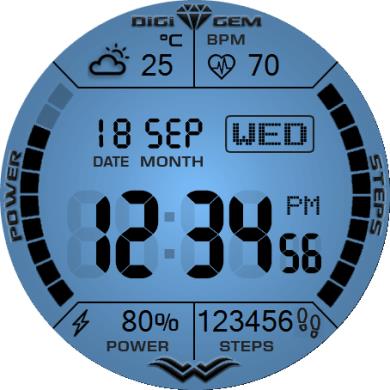 DIGI GEM
°C BPM
25 70
18 SEP WED
DATE MONTH
POWER
STEPS
12:34 PM
56
80% 123456
POWER STEPS